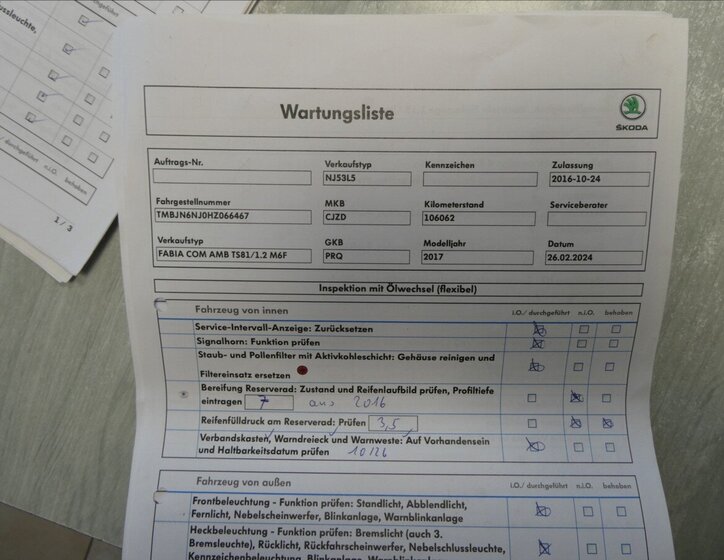 ussleuchte,
durchgeführt n.i.O. behoben
1 / 3
Wartungsliste
ŠKODA
Auftrags-Nr. Verkaufstyp Kennzeichen Zulassung
NJ53L5 2016-10-24
Fahrgestellnummer MKB Kilometerstand Serviceberater
TMBJN6NJ0HZ066467 CJZD 106062
Verkaufstyp GKB Modelljahr Datum
FABIA COM AMB TS81/1.2 M6F PRQ 2017 26.02.2024
Inspektion mit Ölwechsel (flexibel)
Fahrzeug von innen i.O./ durchgeführt n.i.O. behoben
Service-Intervall-Anzeige: Zurücksetzen
Signalhorn: Funktion prüfen
Staub- und Pollenfilter mit Aktivkohleschicht: Gehäuse reinigen und
Filtereinsatz ersetzen
Bereifung Reserverad: Zustand und Reifenlaufbild prüfen, Profiltiefe
eintragen 7 aus 2016
Reifenfülldruck am Reserverad: Prüfen 3,5
Verbandskasten, Warndreieck und Warnweste: Auf Vorhandensein
und Haltbarkeitsdatum prüfen 10/26
Fahrzeug von außen i.O./ durchgeführt n.i.O. behoben
Frontbeleuchtung - Funktion prüfen: Standlicht, Abblendlicht,
Fernlicht, Nebelscheinwerfer, Blinkanlage, Warnblinkanlage
Heckbeleuchtung - Funktion prüfen: Bremslicht (auch 3.
Bremsleuchte), Rücklicht, Rückfahrscheinwerfer, Nebelschlussleuchte,
Kennzeichenbeleuchtung, Blinkanlage, Warnblinkanlage